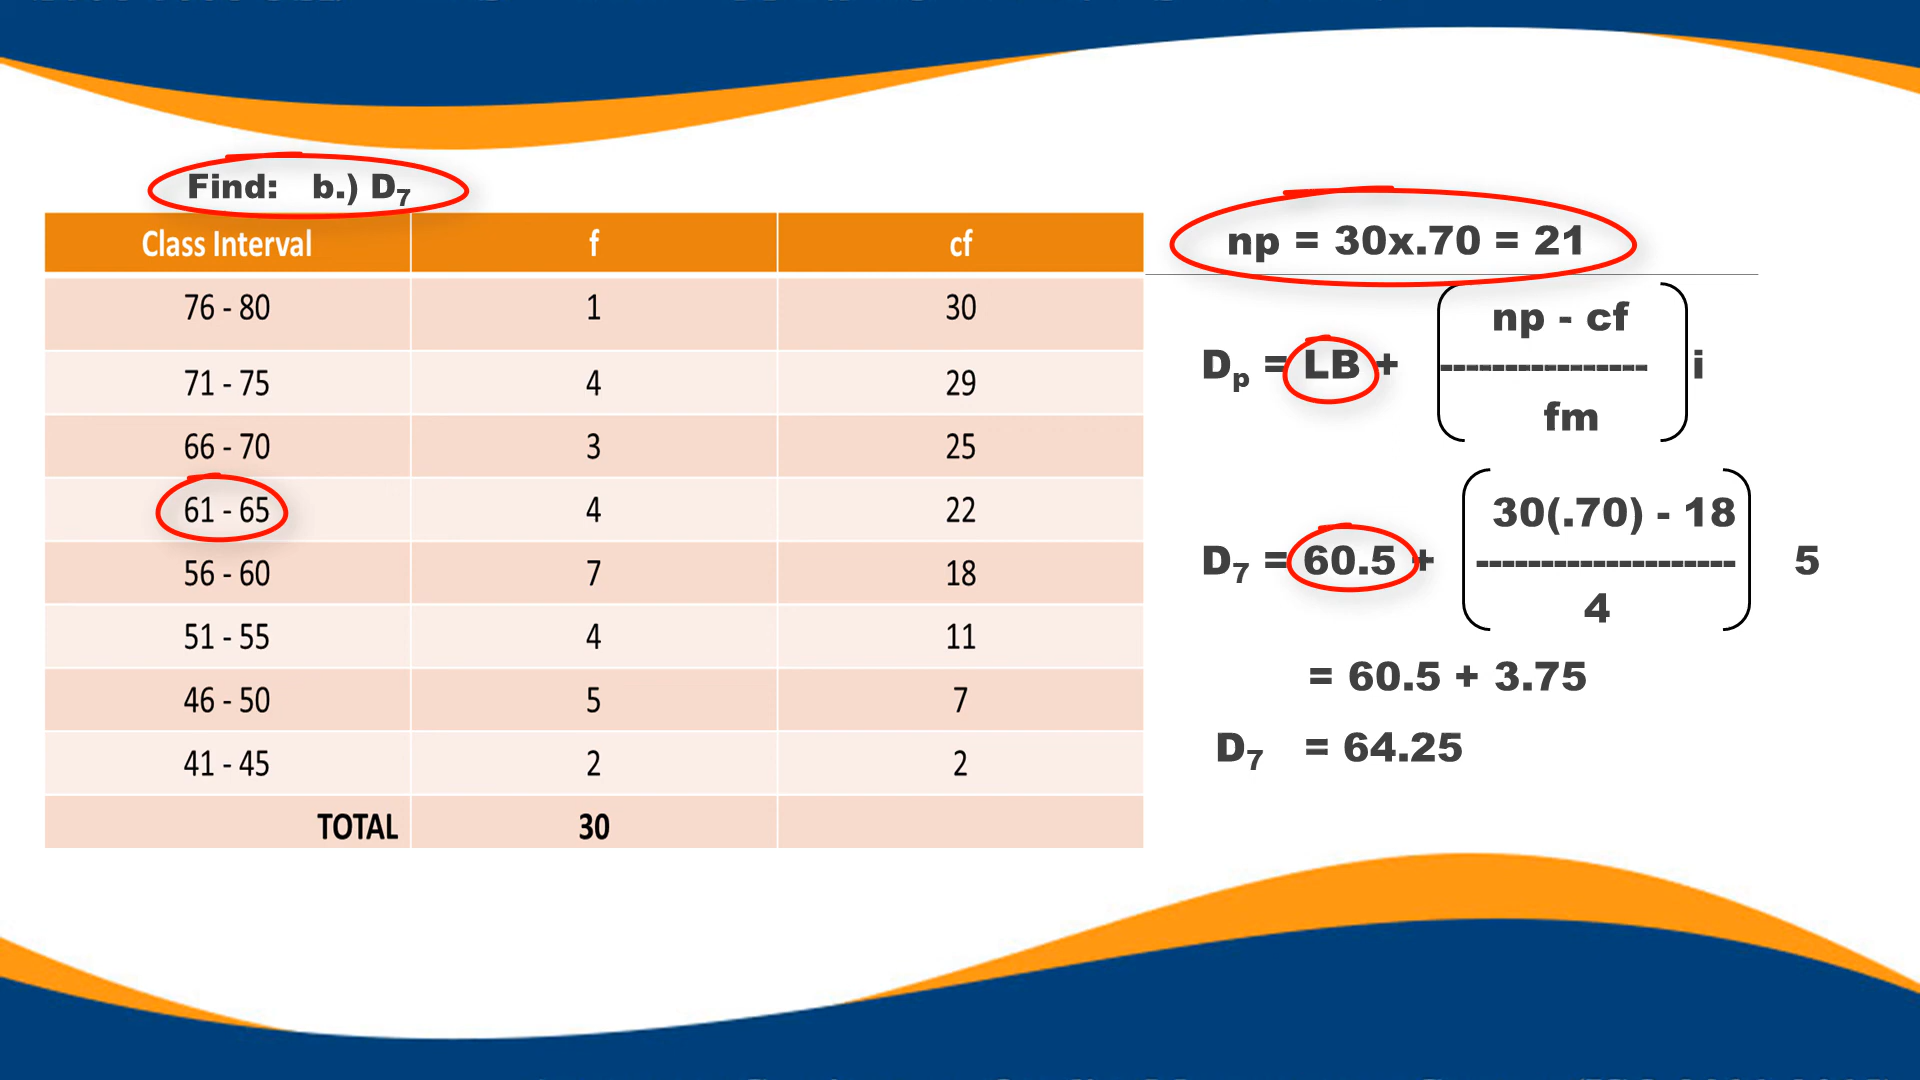 Find: b.) D₇
Class Interval f cf
76 - 80 1 30
71 - 75 4 29
66 - 70 3 25
61 - 65 4 22
56 - 60 7 18
51 - 55 4 11
46 - 50 5 7
41 - 45 2 2
TOTAL 30
np = 30x.70 = 21
np - cf
Dₚ = LB + ---------------- i
fm
30(.70) - 18
D₇ = 60.5 + -------------------- 5
4
= 60.5 + 3.75
D₇ = 64.25